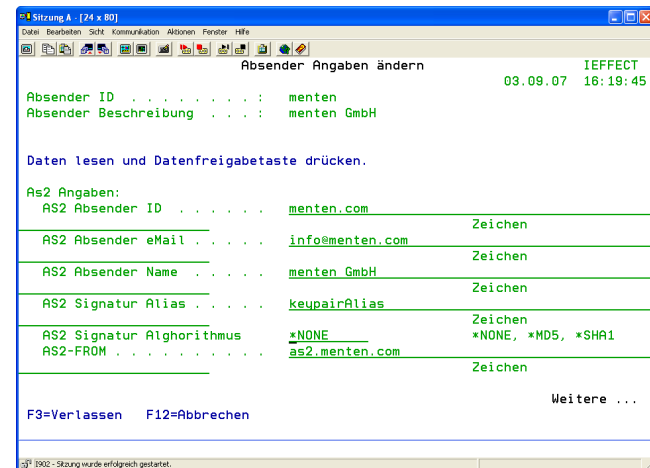 Sitzung A - [24 x 80]
Datei Bearbeiten Sicht Kommunikation Aktionen Fenster Hilfe
Absender Angaben ändern IEFFECT
03.09.07 16:19:45
Absender ID . . . . . . . . : menten
Absender Beschreibung . . . : menten GmbH
Daten lesen und Datenfreigabetaste drücken.
As2 Angaben:
AS2 Absender ID . . . . . . menten.com
Zeichen
AS2 Absender eMail . . . . . info@menten.com
Zeichen
AS2 Absender Name . . . . . menten GmbH
Zeichen
AS2 Signatur Alias . . . . . keypairAlias
Zeichen
AS2 Signatur Alghorithmus *NONE *NONE, *MD5, *SHA1
AS2-FROM . . . . . . . . . . as2.menten.com
Zeichen
Weitere ...
F3=Verlassen F12=Abbrechen
I902 - Sitzung wurde erfolgreich gestartet.